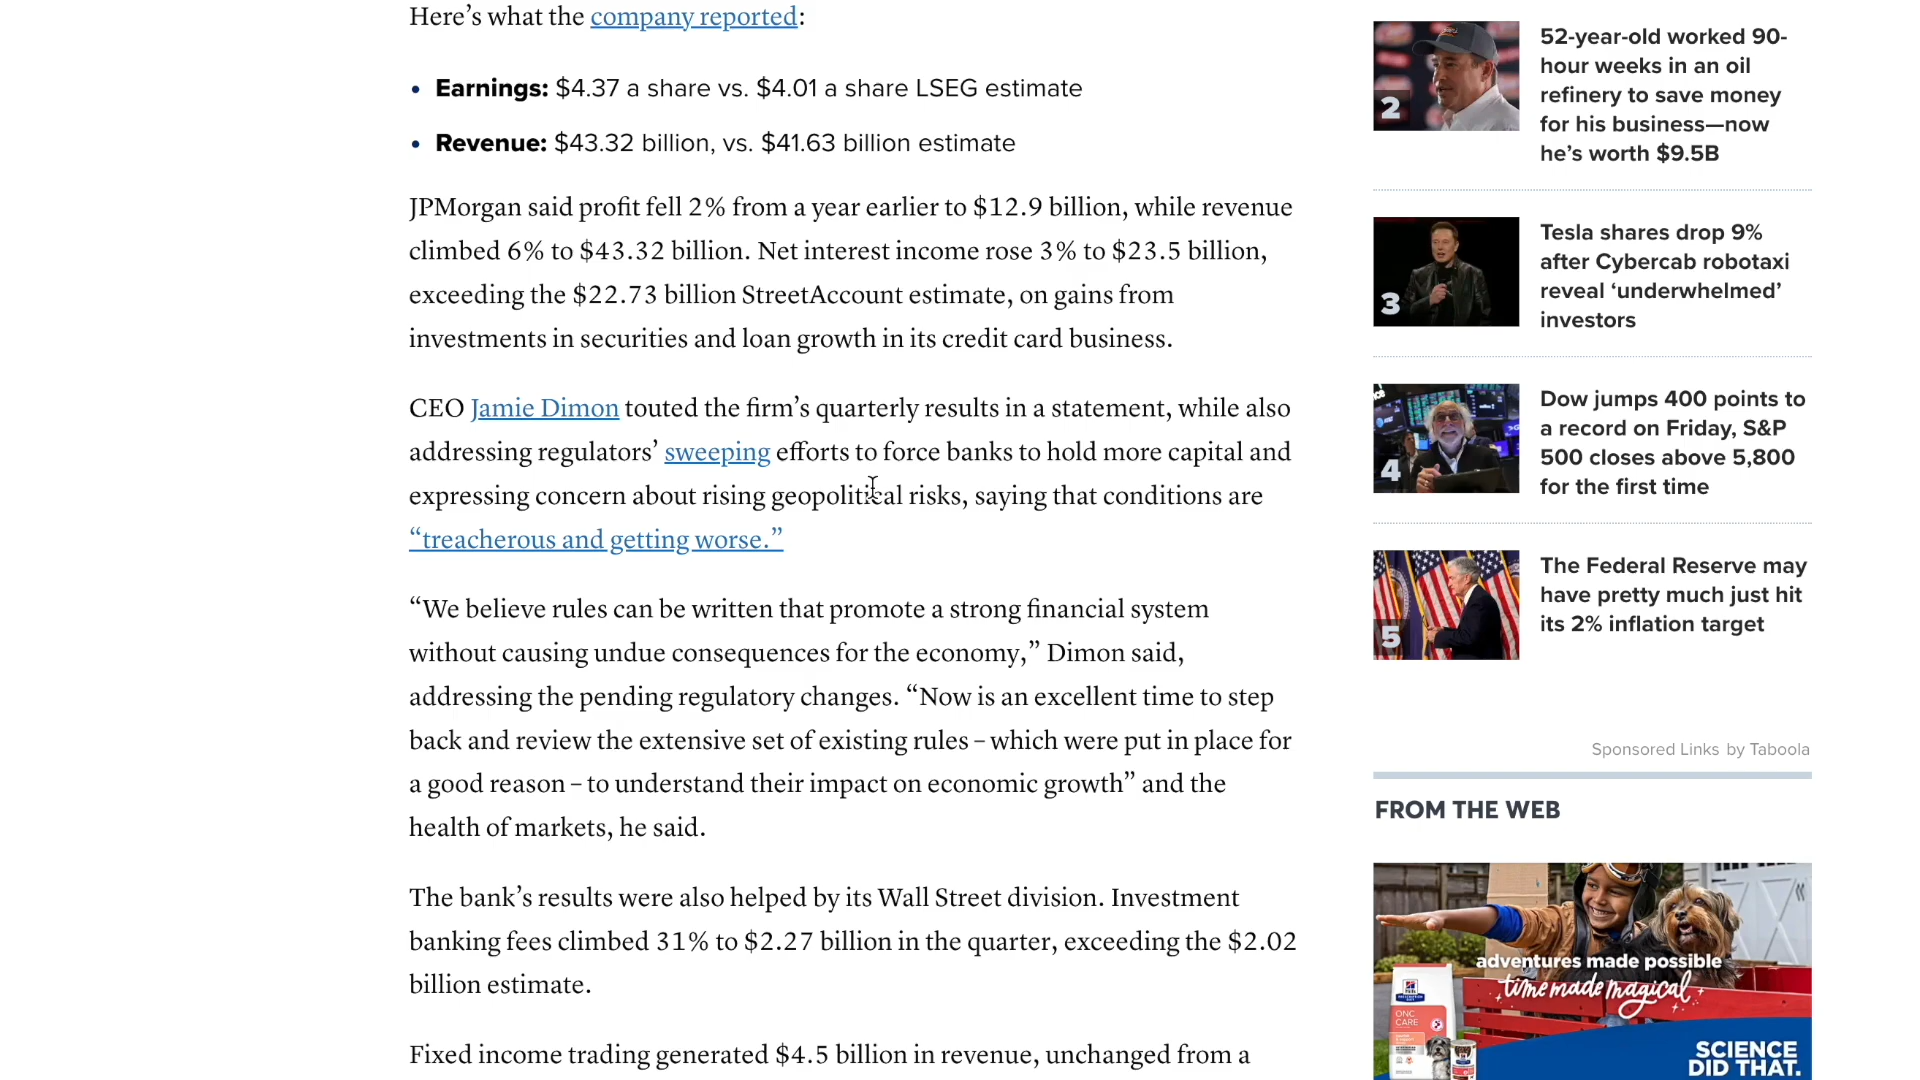 Here’s what the company reported:
• Earnings: $4.37 a share vs. $4.01 a share LSEG estimate
• Revenue: $43.32 billion, vs. $41.63 billion estimate
JPMorgan said profit fell 2% from a year earlier to $12.9 billion, while revenue
climbed 6% to $43.32 billion. Net interest income rose 3% to $23.5 billion,
exceeding the $22.73 billion StreetAccount estimate, on gains from
investments in securities and loan growth in its credit card business.
CEO Jamie Dimon touted the firm’s quarterly results in a statement, while also
addressing regulators’ sweeping efforts to force banks to hold more capital and
expressing concern about rising geopolitical risks, saying that conditions are
“treacherous and getting worse.”
“We believe rules can be written that promote a strong financial system
without causing undue consequences for the economy,” Dimon said,
addressing the pending regulatory changes. “Now is an excellent time to step
back and review the extensive set of existing rules – which were put in place for
a good reason – to understand their impact on economic growth” and the
health of markets, he said.
The bank’s results were also helped by its Wall Street division. Investment
banking fees climbed 31% to $2.27 billion in the quarter, exceeding the $2.02
billion estimate.
Fixed income trading generated $4.5 billion in revenue, unchanged from a
2
52-year-old worked 90-
hour weeks in an oil
refinery to save money
for his business—now
he’s worth $9.5B
3
Tesla shares drop 9%
after Cybercab robotaxi
reveal ‘underwhelmed’
investors
4
Dow jumps 400 points to
a record on Friday, S&P
500 closes above 5,800
for the first time
5
The Federal Reserve may
have pretty much just hit
its 2% inflation target
Sponsored Links by Taboola
FROM THE WEB
adventures made possible
time made magical
Hill's
ONC
CARE
SCIENCE
DID THAT.